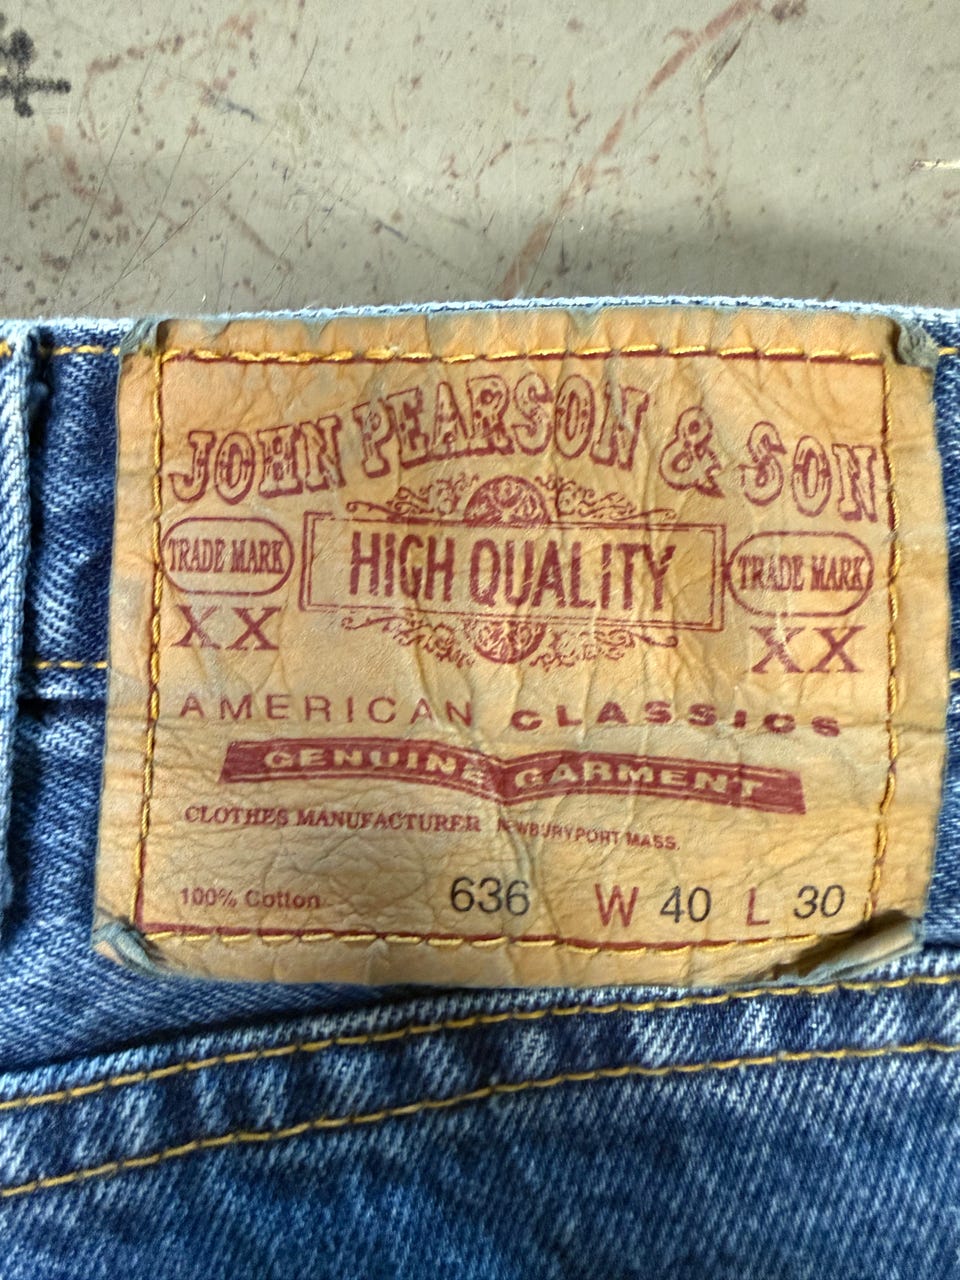 JOHN PEARSON & SON
TRADE MARK HIGH QUALITY TRADE MARK
XX XX
AMERICAN CLASSICS
GENUINE GARMENT
CLOTHES MANUFACTURER NEWBURYPORT MASS.
100% Cotton 636 W 40 L 30